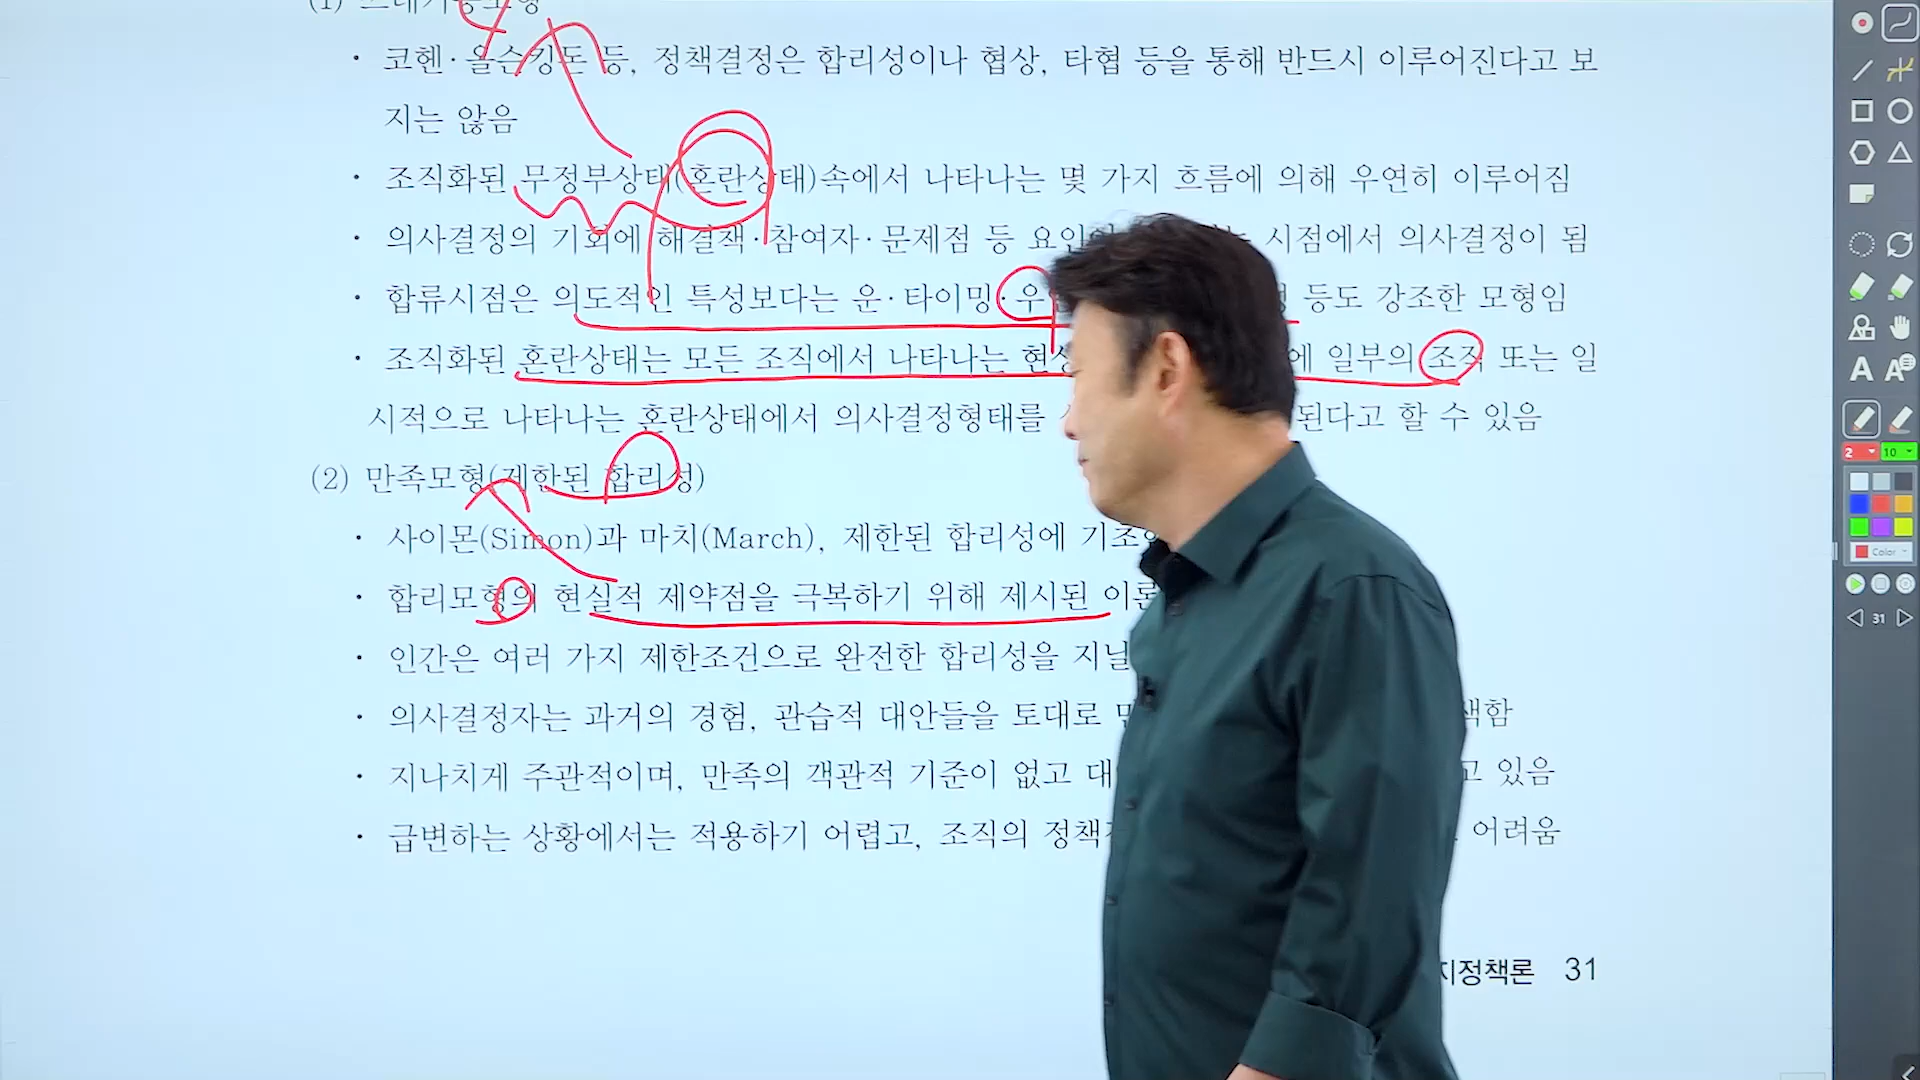 (1) 쓰레기통모형
· 코헨·올슨킹돈 등, 정책결정은 합리성이나 협상, 타협 등을 통해 반드시 이루어진다고 보
지는 않음
· 조직화된 무정부상태(혼란상태)속에서 나타나는 몇 가지 흐름에 의해 우연히 이루어짐
· 의사결정의 기회에 해결책·참여자·문제점 등 시점에서 의사결정이 됨
· 합류시점은 의도적인 특성보다는 운·타이밍· 등도 강조한 모형임
· 조직화된 혼란상태는 모든 조직에서 나타나는 일부의 조직 또는 일
시적으로 나타나는 혼란상태에서 의사결정형태를 된다고 할 수 있음
(2) 만족모형(제한된 합리성)
· 사이몬(Simon)과 마치(March), 제한된 합리성에
· 합리모형의 현실적 제약점을 극복하기 위해 제시된
· 인간은 여러 가지 제한조건으로 완전한 합리성을 지닐
· 의사결정자는 과거의 경험, 관습적 대안들을 토대로
· 지나치게 주관적이며, 만족의 객관적 기준이 없고 있음
· 급변하는 상황에서는 적용하기 어렵고, 조직의 어려움
지정책론 31
2
10
Color
31